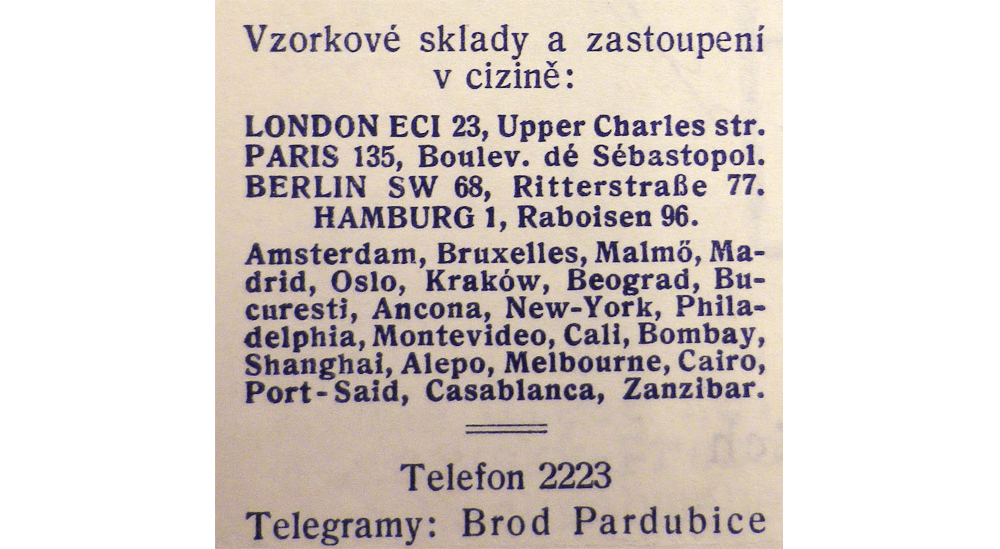 Vzorkové sklady a zastoupení
v cizině:
LONDON ECI 23, Upper Charles str.
PARIS 135, Boulev. dé Sébastopol.
BERLIN SW 68, Ritterstraße 77.
HAMBURG 1, Raboisen 96.
Amsterdam, Bruxelles, Malmö, Ma-
drid, Oslo, Kraków, Beograd, Bu-
curesti, Ancona, New-York, Phila-
delphia, Montevideo, Cali, Bombay,
Shanghai, Alepo, Melbourne, Cairo,
Port-Said, Casablanca, Zanzibar.
Telefon 2223
Telegramy: Brod Pardubice